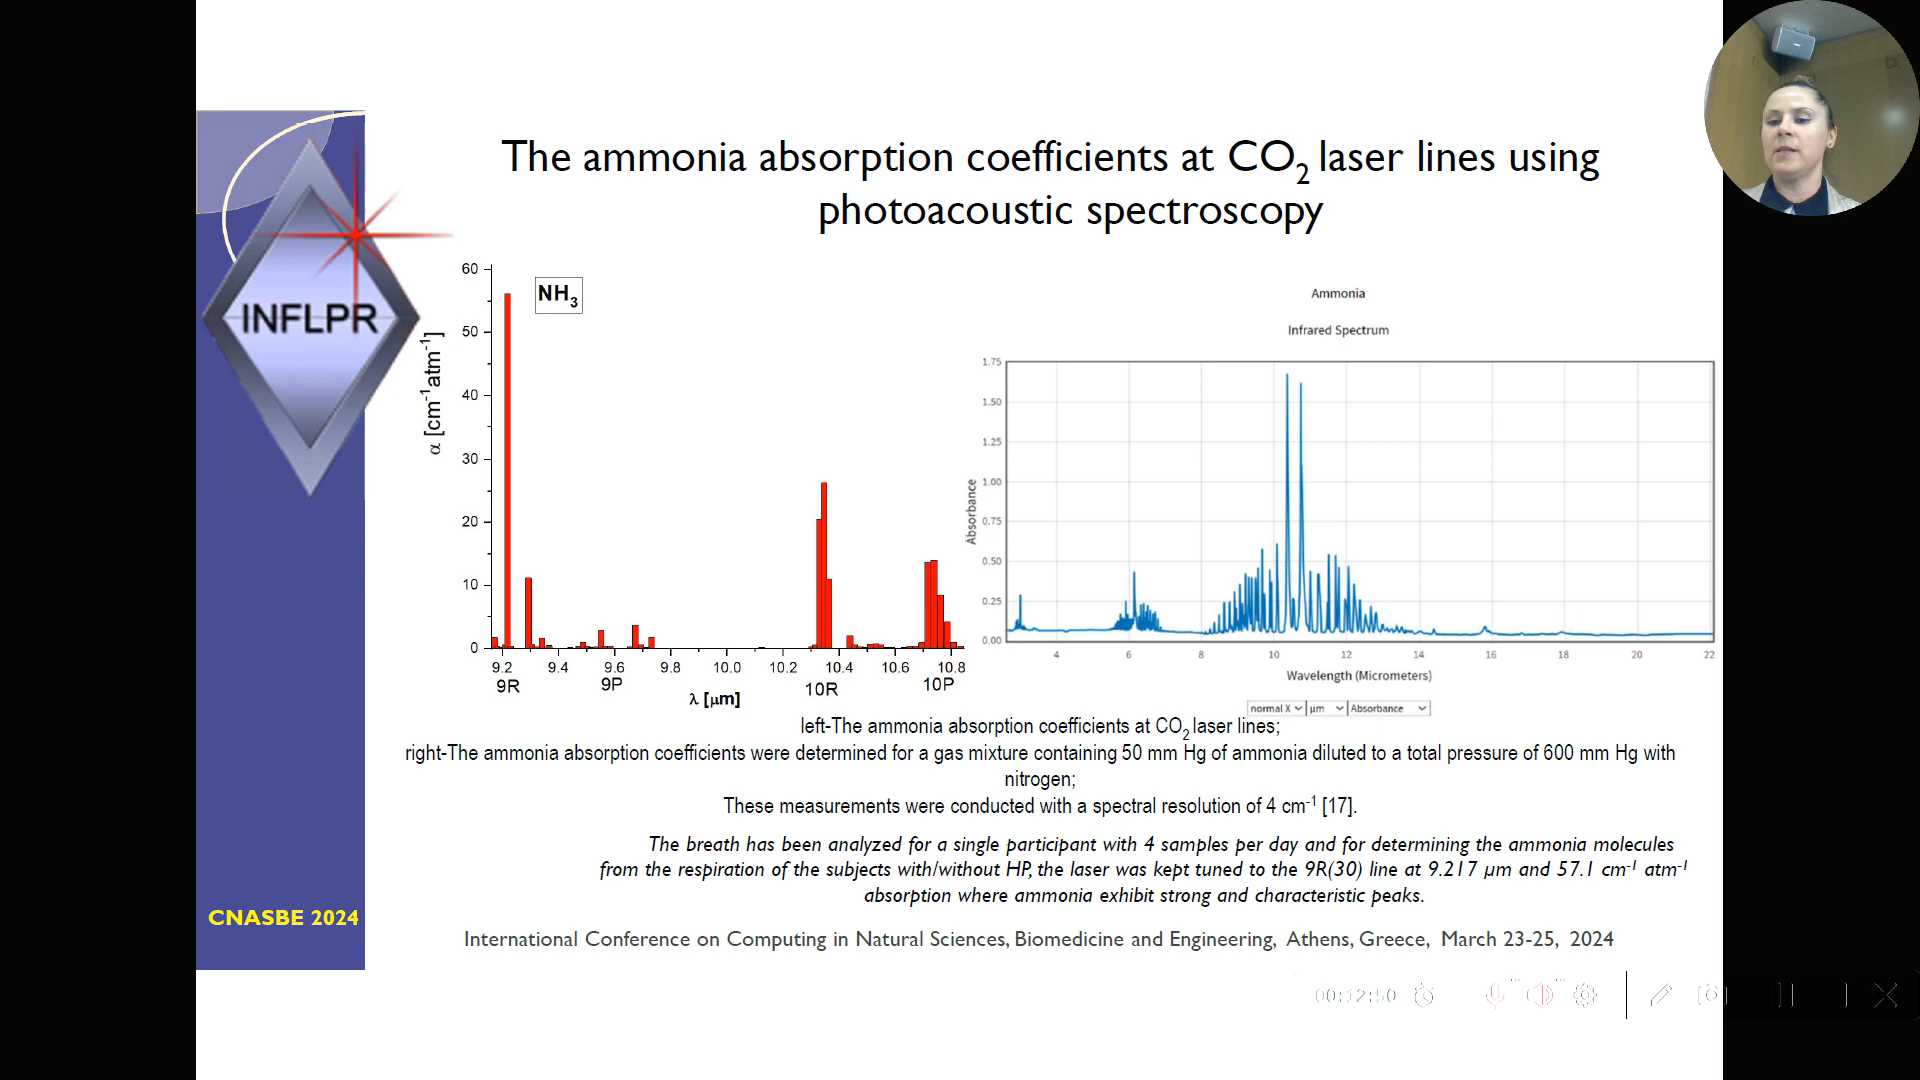 The ammonia absorption coefficients at CO2 laser lines using
photoacoustic spectroscopy
INFLPR
NH3
α [cm-1atm-1]
60
50
40
30
20
10
0
9.2 9.4 9.6 9.8 10.0 10.2 10.4 10.6 10.8
9R 9P 10R 10P
λ [µm]
Ammonia
Infrared Spectrum
Absorbance
1.75
1.50
1.25
1.00
0.75
0.50
0.25
0.00
4 6 8 10 12 14 16 18 20 22
Wavelength (Micrometers)
normal X µm Absorbance
left-The ammonia absorption coefficients at CO2 laser lines;
right-The ammonia absorption coefficients were determined for a gas mixture containing 50 mm Hg of ammonia diluted to a total pressure of 600 mm Hg with
nitrogen;
These measurements were conducted with a spectral resolution of 4 cm-1 [17].
The breath has been analyzed for a single participant with 4 samples per day and for determining the ammonia molecules
from the respiration of the subjects with/without HP, the laser was kept tuned to the 9R(30) line at 9.217 µm and 57.1 cm-1 atm-1
absorption where ammonia exhibit strong and characteristic peaks.
CNASBE 2024
International Conference on Computing in Natural Sciences, Biomedicine and Engineering, Athens, Greece, March 23-25, 2024
00:12:50